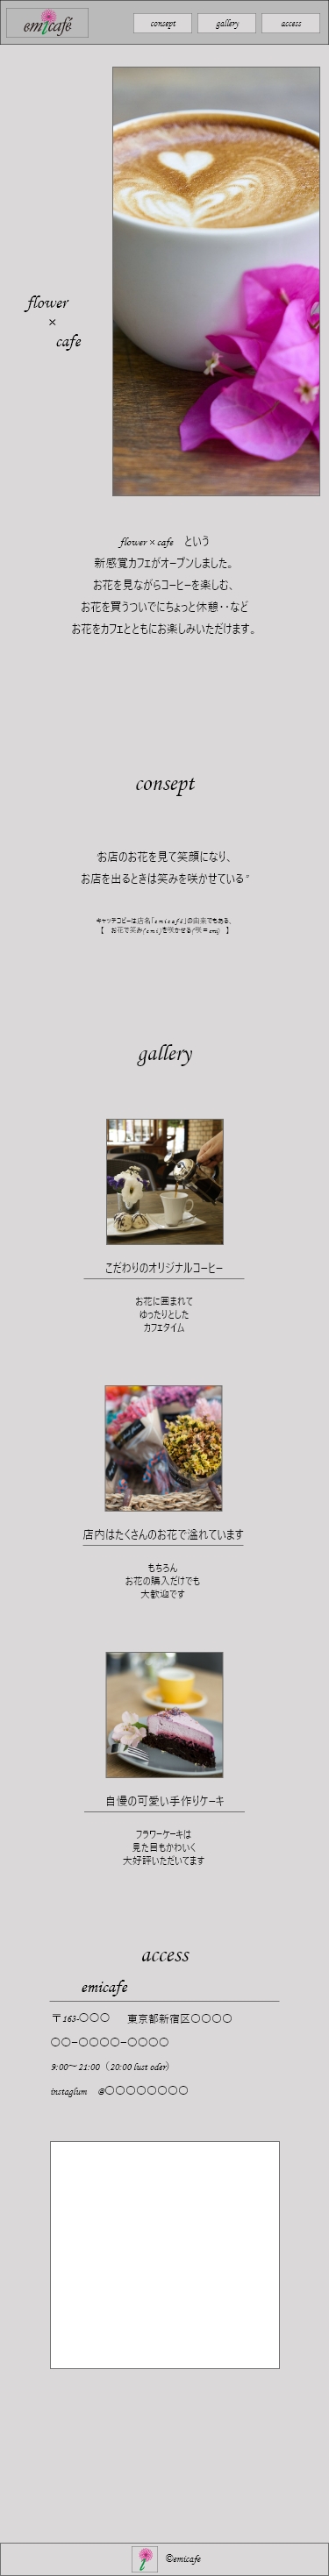 emicafé
consept
gallery
access
flower
×
cafe
flower × cafe という
新感覚カフェがオープンしました。
お花を見ながらコーヒーを楽しむ、
お花を買うついでにちょっと休憩・・など
お花をカフェとともにお楽しみいただけます。
consept
お店のお花を見て笑顔になり、
お店を出るときは笑みを咲かせている”
キャッチコピーは店名「emicafé」の由来でもある、
【 お花で笑み(emi)を咲かせる(咲=emi) 】
gallery
こだわりのオリジナルコーヒー
お花に囲まれて
ゆったりとした
カフェタイム
店内はたくさんのお花で溢れています
もちろん
お花の購入だけでも
大歓迎です
自慢の可愛い手作りケーキ
フラワーケーキは
見た目もかわいく
大好評いただいてます
access
emicafe
〒163-〇〇〇 東京都新宿区〇〇〇〇
〇〇−〇〇〇〇−〇〇〇〇
9:00〜21:00（20:00 lust oder）
instaglum @〇〇〇〇〇〇〇〇
©emicafe